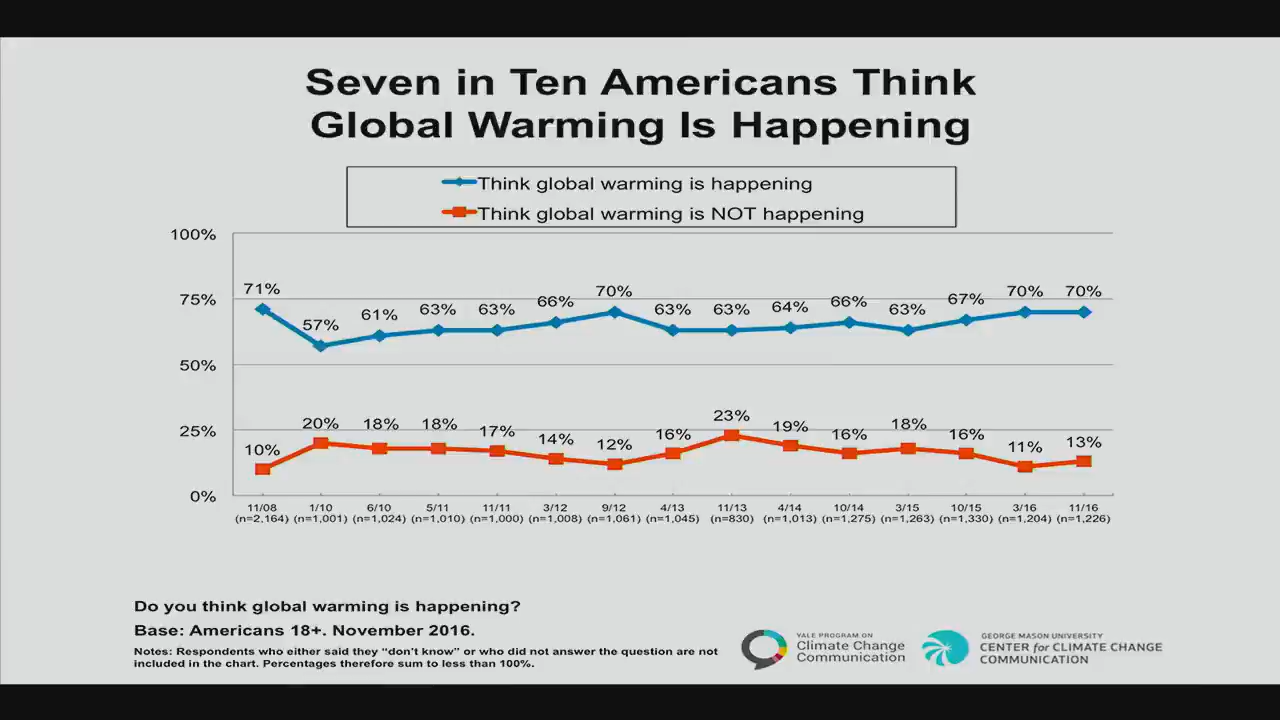 Seven in Ten Americans Think
Global Warming Is Happening
Think global warming is happening
Think global warming is NOT happening
100%
75%
50%
25%
0%
71% 57% 61% 63% 63% 66% 70% 63% 63% 64% 66% 63% 67% 70% 70%
10% 20% 18% 18% 17% 14% 12% 16% 23% 19% 16% 18% 16% 11% 13%
11/08 1/10 6/10 5/11 11/11 3/12 9/12 4/13 11/13 4/14 10/14 3/15 10/15 3/16 11/16
(n=2,164) (n=1,001) (n=1,024) (n=1,010) (n=1,000) (n=1,008) (n=1,061) (n=1,045) (n=830) (n=1,013) (n=1,275) (n=1,263) (n=1,330) (n=1,204) (n=1,226)
Do you think global warming is happening?
Base: Americans 18+. November 2016.
Notes: Respondents who either said they “don’t know” or who did not answer the question are not
included in the chart. Percentages therefore sum to less than 100%.
YALE PROGRAM ON
Climate Change
Communication
GEORGE MASON UNIVERSITY
CENTER for CLIMATE CHANGE
COMMUNICATION